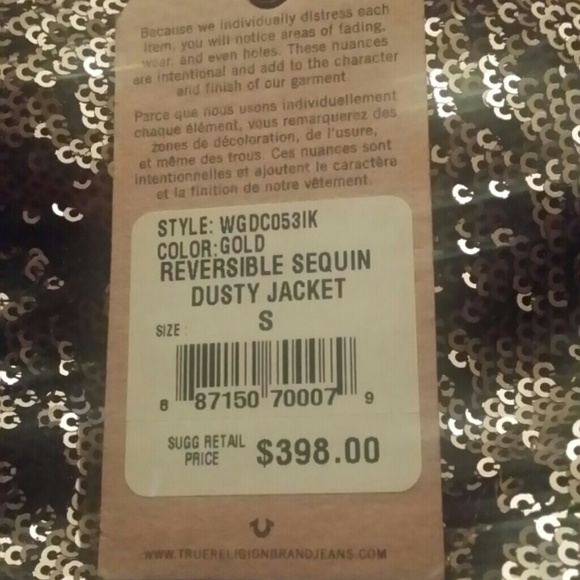 Because we individually distress each
item, you will notice areas of fading,
wear, and even holes. These nuances
are intentional and add to the character
and finish of our garment.
Parce que nous usons individuellement
chaque élément, vous remarquerez des
zones de décoloration, de l'usure,
et même des trous. Ces nuances sont
intentionnelles et ajoutent le caractère
et la finition de notre vêtement.
STYLE: WGDC053IK
COLOR:GOLD
REVERSIBLE SEQUIN
DUSTY JACKET
SIZE : S
8 87150 70007 9
SUGG RETAIL
PRICE $398.00
WWW.TRUERELIGIONBRANDJEANS.COM